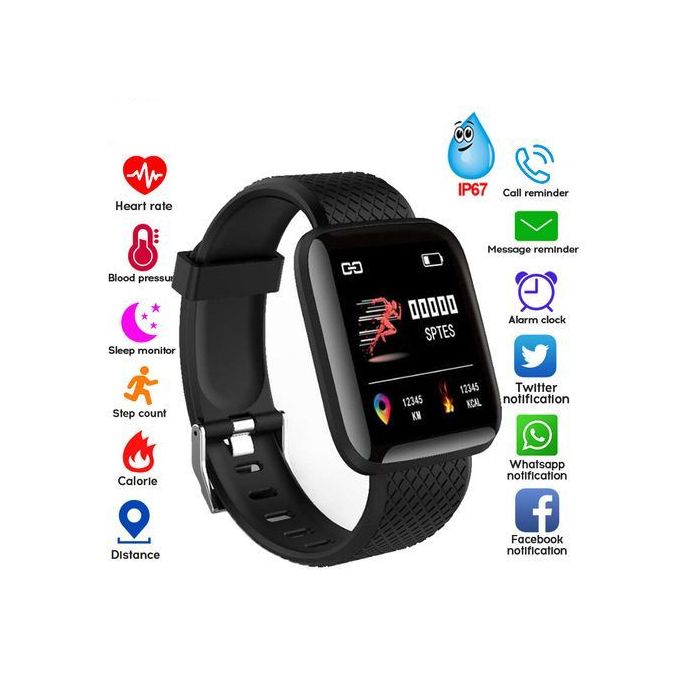 Heart rate
Blood pressur
Sleep monitor
Step count
Calorie
Distance
00000
SPTES
12345
KM
12345
KCAL
IP67
Call reminder
Message reminder
Alarm clock
Twitter
notification
Whatsapp
notification
Facebook
notification